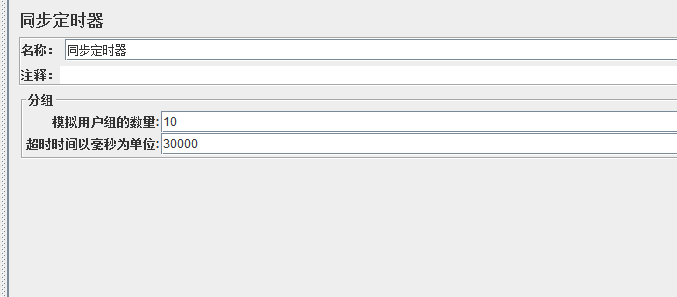 同步定时器
名称： 同步定时器
注释：
分组
模拟用户组的数量: 10
超时时间以毫秒为单位: 30000